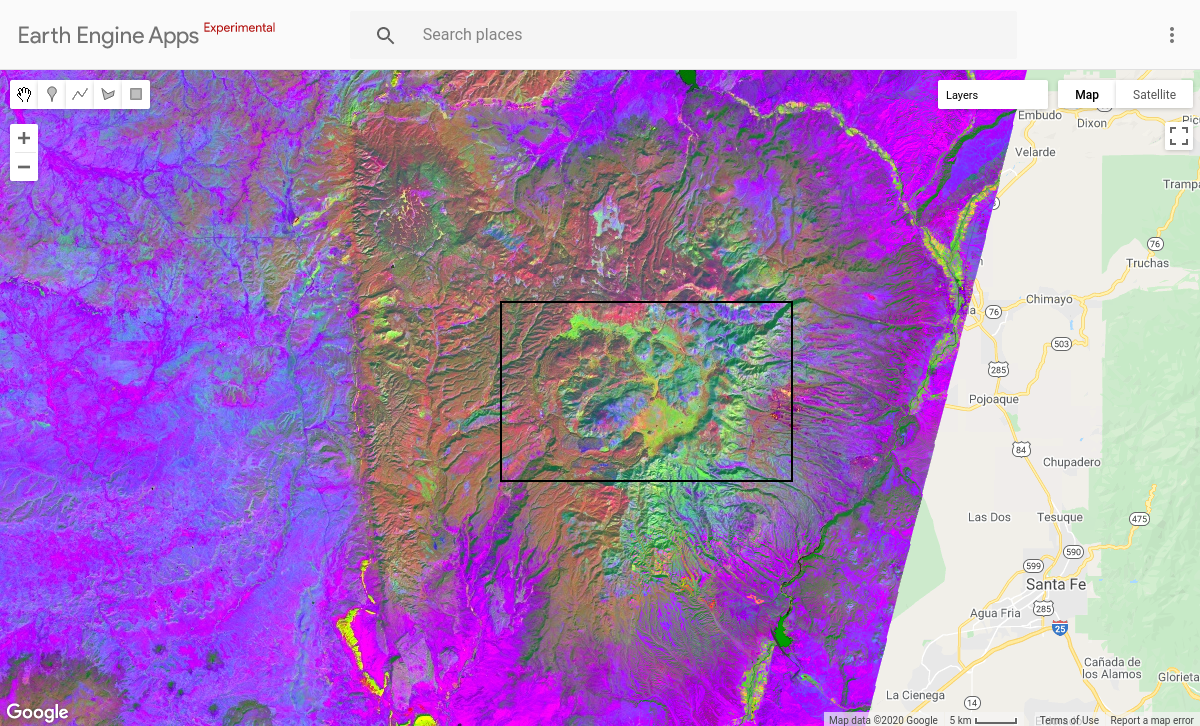 Earth Engine Apps Experimental
Search places
Layers
Map
Satellite
Embudo
Dixon
Velarde
76
Truchas
Chimayo
76
503
285
Pojoaque
84
Chupadero
Las Dos
Tesuque
475
590
599
Santa Fe
285
Agua Fria
25
Cañada de
los Alamos
Glorieta
La Cienega
14
Google
Map data ©2020 Google
5 km
Terms of Use
Report a map error